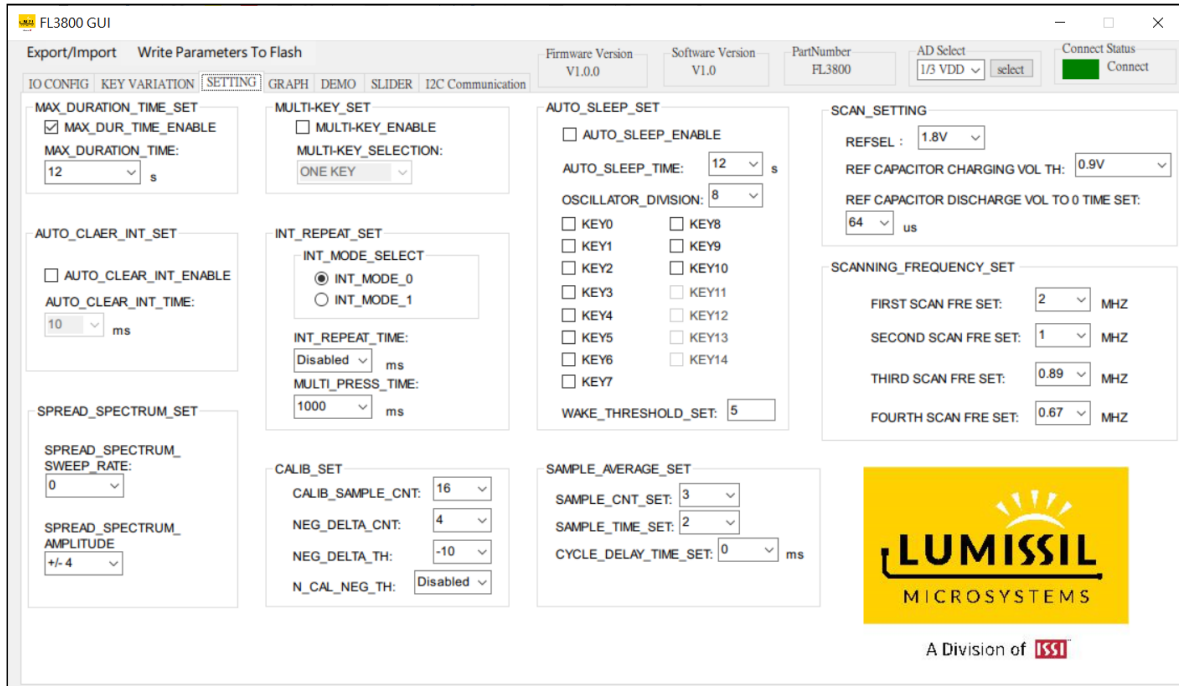 FL3800 GUI
Export/Import Write Parameters To Flash
Firmware Version
V1.0.0
Software Version
V1.0
PartNumber
FL3800
AD Select
1/3 VDD select
Connect Status
Connect
IO CONFIG KEY VARIATION SETTING GRAPH DEMO SLIDER I2C Communication
MAX_DURATION_TIME_SET
MAX_DUR_TIME_ENABLE
MAX_DURATION_TIME:
12 s
AUTO_CLAER_INT_SET
AUTO_CLEAR_INT_ENABLE
AUTO_CLEAR_INT_TIME:
10 ms
SPREAD_SPECTRUM_SET
SPREAD_SPECTRUM_
SWEEP_RATE:
0
SPREAD_SPECTRUM_
AMPLITUDE
+/- 4
MULTI-KEY_SET
MULTI-KEY_ENABLE
MULTI-KEY_SELECTION:
ONE KEY
INT_REPEAT_SET
INT_MODE_SELECT
INT_MODE_0
INT_MODE_1
INT_REPEAT_TIME:
Disabled ms
MULTI_PRESS_TIME:
1000 ms
CALIB_SET
CALIB_SAMPLE_CNT: 16
NEG_DELTA_CNT: 4
NEG_DELTA_TH: -10
N_CAL_NEG_TH: Disabled
AUTO_SLEEP_SET
AUTO_SLEEP_ENABLE
AUTO_SLEEP_TIME: 12 s
OSCILLATOR_DIVISION: 8
KEY0 KEY8
KEY1 KEY9
KEY2 KEY10
KEY3 KEY11
KEY4 KEY12
KEY5 KEY13
KEY6 KEY14
KEY7
WAKE_THRESHOLD_SET: 5
SAMPLE_AVERAGE_SET
SAMPLE_CNT_SET: 3
SAMPLE_TIME_SET: 2
CYCLE_DELAY_TIME_SET: 0 ms
SCAN_SETTING
REFSEL : 1.8V
REF CAPACITOR CHARGING VOL TH: 0.9V
REF CAPACITOR DISCHARGE VOL TO 0 TIME SET:
64 us
SCANNING_FREQUENCY_SET
FIRST SCAN FRE SET: 2 MHZ
SECOND SCAN FRE SET: 1 MHZ
THIRD SCAN FRE SET: 0.89 MHZ
FOURTH SCAN FRE SET: 0.67 MHZ
LUMISSIL
MICROSYSTEMS
A Division of ISSI